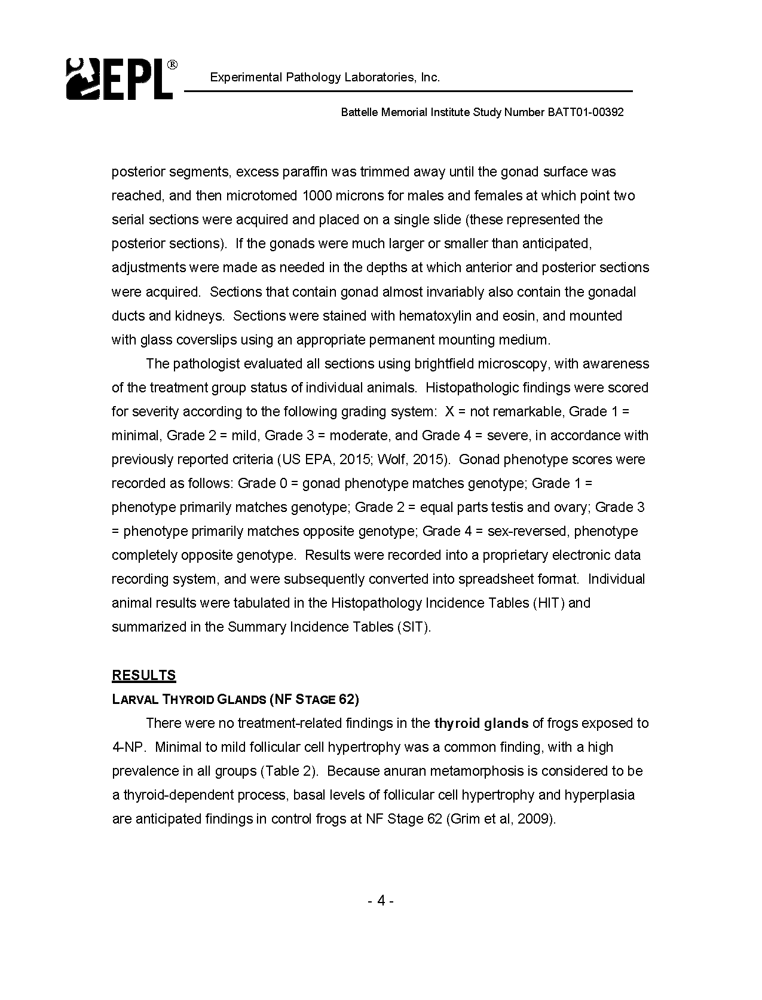 EPL®
Experimental Pathology Laboratories, Inc.
Battelle Memorial Institute Study Number BATT01-00392
posterior segments, excess paraffin was trimmed away until the gonad surface was
reached, and then microtomed 1000 microns for males and females at which point two
serial sections were acquired and placed on a single slide (these represented the
posterior sections).  If the gonads were much larger or smaller than anticipated,
adjustments were made as needed in the depths at which anterior and posterior sections
were acquired.  Sections that contain gonad almost invariably also contain the gonadal
ducts and kidneys.  Sections were stained with hematoxylin and eosin, and mounted
with glass coverslips using an appropriate permanent mounting medium.
The pathologist evaluated all sections using brightfield microscopy, with awareness
of the treatment group status of individual animals.  Histopathologic findings were scored
for severity according to the following grading system:  X = not remarkable, Grade 1 =
minimal, Grade 2 = mild, Grade 3 = moderate, and Grade 4 = severe, in accordance with
previously reported criteria (US EPA, 2015; Wolf, 2015).  Gonad phenotype scores were
recorded as follows: Grade 0 = gonad phenotype matches genotype; Grade 1 =
phenotype primarily matches genotype; Grade 2 = equal parts testis and ovary; Grade 3
= phenotype primarily matches opposite genotype; Grade 4 = sex-reversed, phenotype
completely opposite genotype.  Results were recorded into a proprietary electronic data
recording system, and were subsequently converted into spreadsheet format.  Individual
animal results were tabulated in the Histopathology Incidence Tables (HIT) and
summarized in the Summary Incidence Tables (SIT).
RESULTS
LARVAL THYROID GLANDS (NF STAGE 62)
There were no treatment-related findings in the thyroid glands of frogs exposed to
4-NP.  Minimal to mild follicular cell hypertrophy was a common finding, with a high
prevalence in all groups (Table 2).  Because anuran metamorphosis is considered to be
a thyroid-dependent process, basal levels of follicular cell hypertrophy and hyperplasia
are anticipated findings in control frogs at NF Stage 62 (Grim et al, 2009).
- 4 -